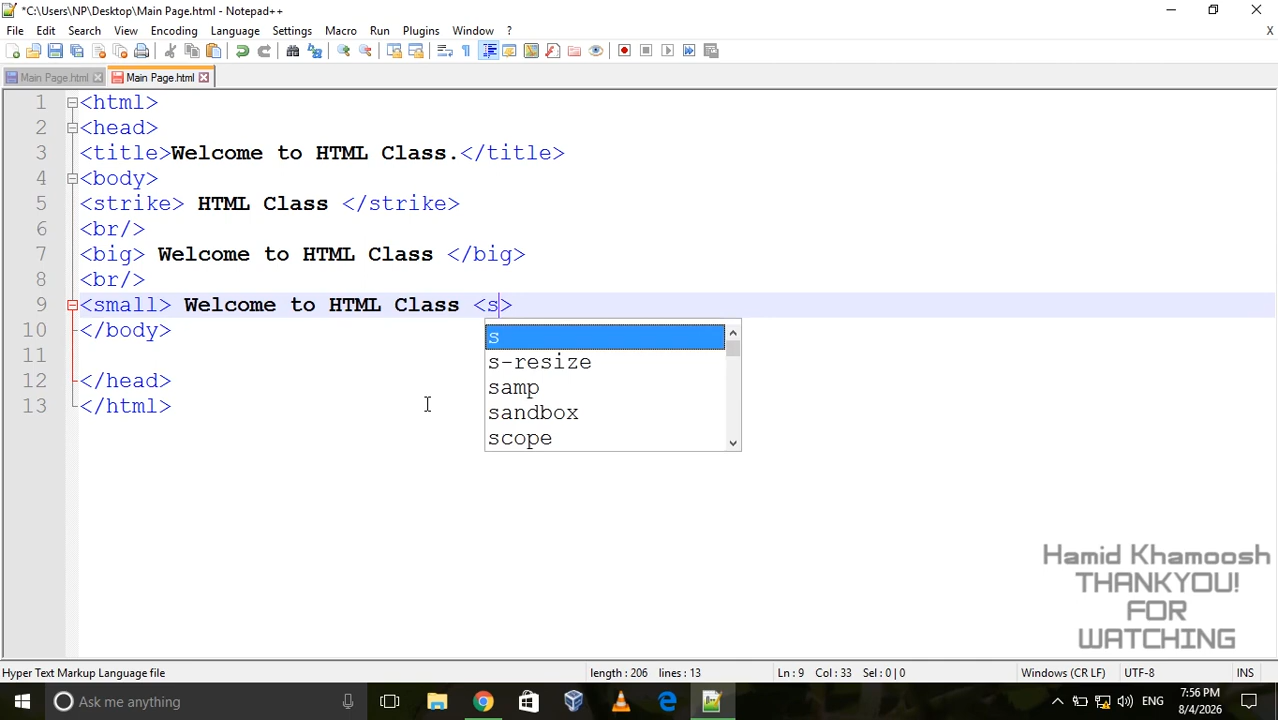 *C:\Users\NP\Desktop\Main Page.html - Notepad++
File Edit Search View Encoding Language Settings Macro Run Plugins Window ? X
Main Page.html Main Page.html
1 <html>
2 <head>
3 <title>Welcome to HTML Class.</title>
4 <body>
5 <strike> HTML Class </strike>
6 <br/>
7 <big> Welcome to HTML Class </big>
8 <br/>
9 <small> Welcome to HTML Class <s>
10 </body>
11
12 </head>
13 </html>
s
s-resize
samp
sandbox
scope
Hamid Khamoosh
THANKYOU!
FOR
WATCHING
Hyper Text Markup Language file length : 206 lines : 13 Ln : 9 Col : 33 Sel : 0 | 0 Windows (CR LF) UTF-8 INS
Ask me anything ENG 7:56 PM
8/4/2026